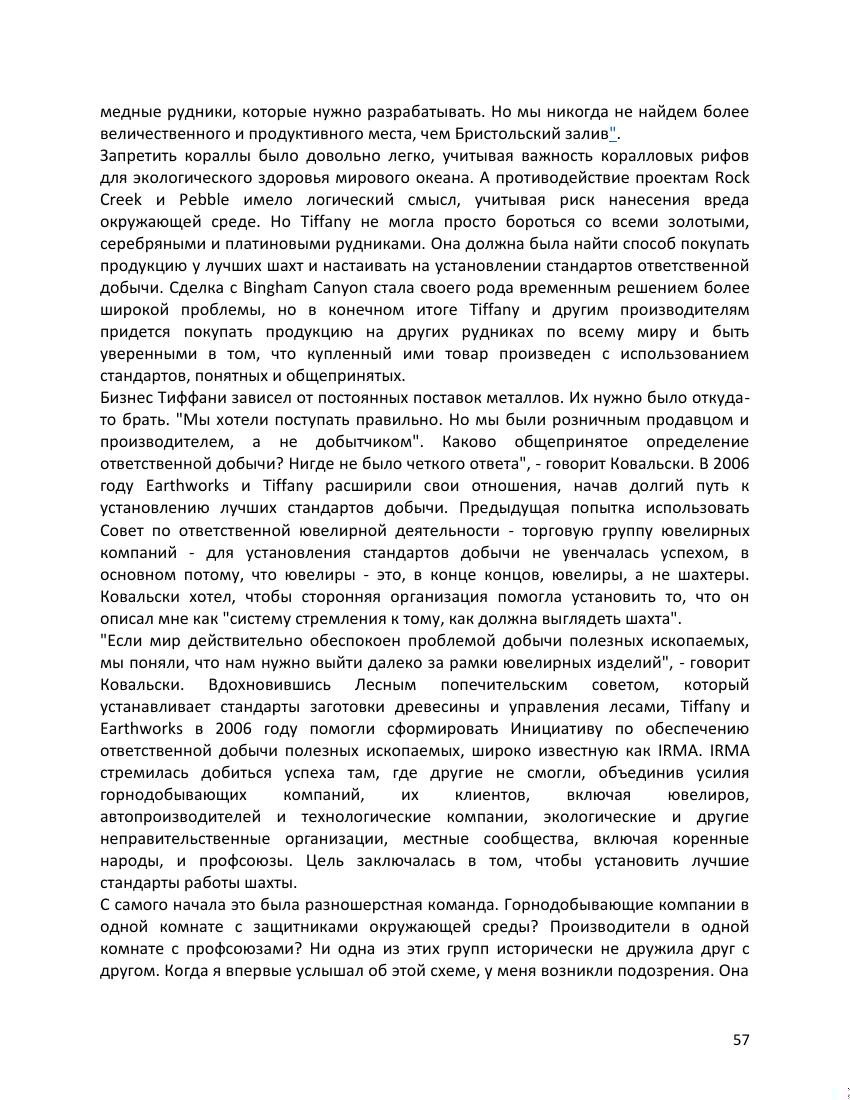 медные рудники, которые нужно разрабатывать. Но мы никогда не найдем более
величественного и продуктивного места, чем Бристольский залив".
Запретить кораллы было довольно легко, учитывая важность коралловых рифов
для экологического здоровья мирового океана. А противодействие проектам Rock
Creek и Pebble имело логический смысл, учитывая риск нанесения вреда
окружающей среде. Но Tiffany не могла просто бороться со всеми золотыми,
серебряными и платиновыми рудниками. Она должна была найти способ покупать
продукцию у лучших шахт и настаивать на установлении стандартов ответственной
добычи. Сделка с Bingham Canyon стала своего рода временным решением более
широкой проблемы, но в конечном итоге Tiffany и другим производителям
придется покупать продукцию на других рудниках по всему миру и быть
уверенными в том, что купленный ими товар произведен с использованием
стандартов, понятных и общепринятых.
Бизнес Тиффани зависел от постоянных поставок металлов. Их нужно было откуда-
то брать. "Мы хотели поступать правильно. Но мы были розничным продавцом и
производителем, а не добытчиком". Каково общепринятое определение
ответственной добычи? Нигде не было четкого ответа", - говорит Ковальски. В 2006
году Earthworks и Tiffany расширили свои отношения, начав долгий путь к
установлению лучших стандартов добычи. Предыдущая попытка использовать
Совет по ответственной ювелирной деятельности - торговую группу ювелирных
компаний - для установления стандартов добычи не увенчалась успехом, в
основном потому, что ювелиры - это, в конце концов, ювелиры, а не шахтеры.
Ковальски хотел, чтобы сторонняя организация помогла установить то, что он
описал мне как "систему стремления к тому, как должна выглядеть шахта".
"Если мир действительно обеспокоен проблемой добычи полезных ископаемых,
мы поняли, что нам нужно выйти далеко за рамки ювелирных изделий", - говорит
Ковальски. Вдохновившись Лесным попечительским советом, который
устанавливает стандарты заготовки древесины и управления лесами, Tiffany и
Earthworks в 2006 году помогли сформировать Инициативу по обеспечению
ответственной добычи полезных ископаемых, широко известную как IRMA. IRMA
стремилась добиться успеха там, где другие не смогли, объединив усилия
горнодобывающих компаний, их клиентов, включая ювелиров,
автопроизводителей и технологические компании, экологические и другие
неправительственные организации, местные сообщества, включая коренные
народы, и профсоюзы. Цель заключалась в том, чтобы установить лучшие
стандарты работы шахты.
С самого начала это была разношерстная команда. Горнодобывающие компании в
одной комнате с защитниками окружающей среды? Производители в одной
комнате с профсоюзами? Ни одна из этих групп исторически не дружила друг с
другом. Когда я впервые услышал об этой схеме, у меня возникли подозрения. Она
57